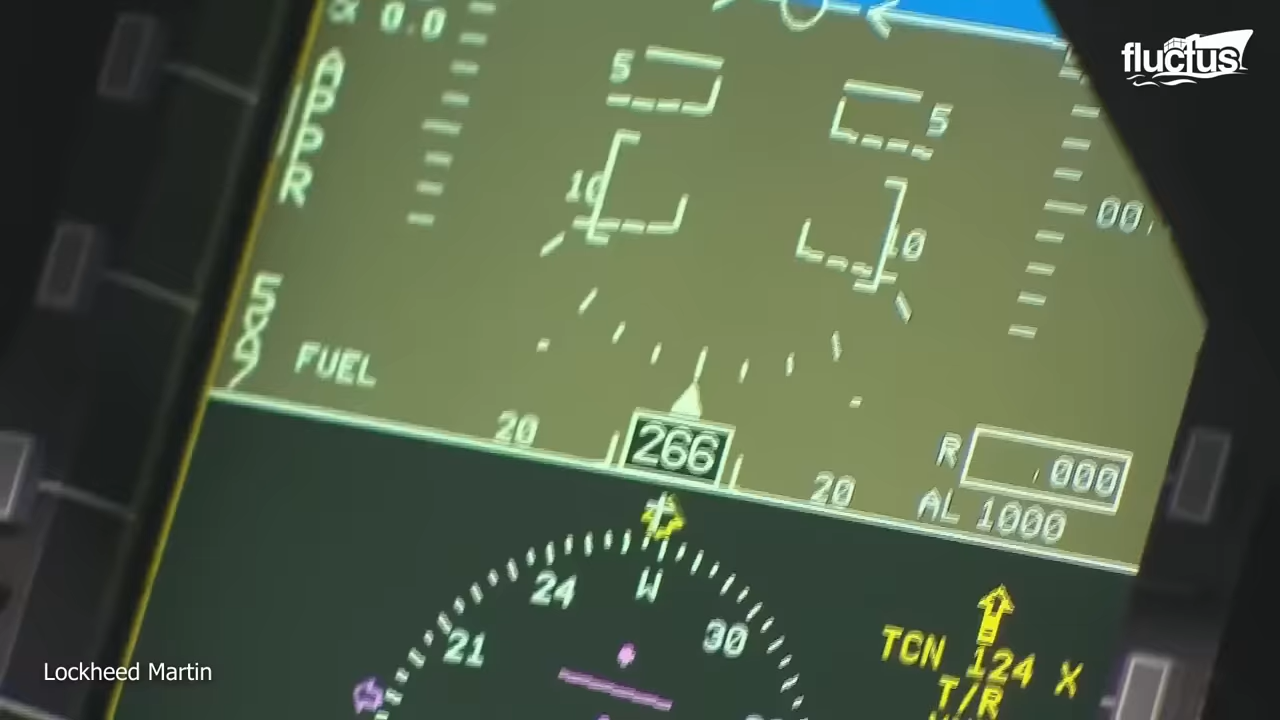 fluctus
0.0
5
5
APPR
10
10
00
FUEL
20
266
20
R 000
AL 1000
24
W
21
30
TCN 124 X
T/R
Lockheed Martin